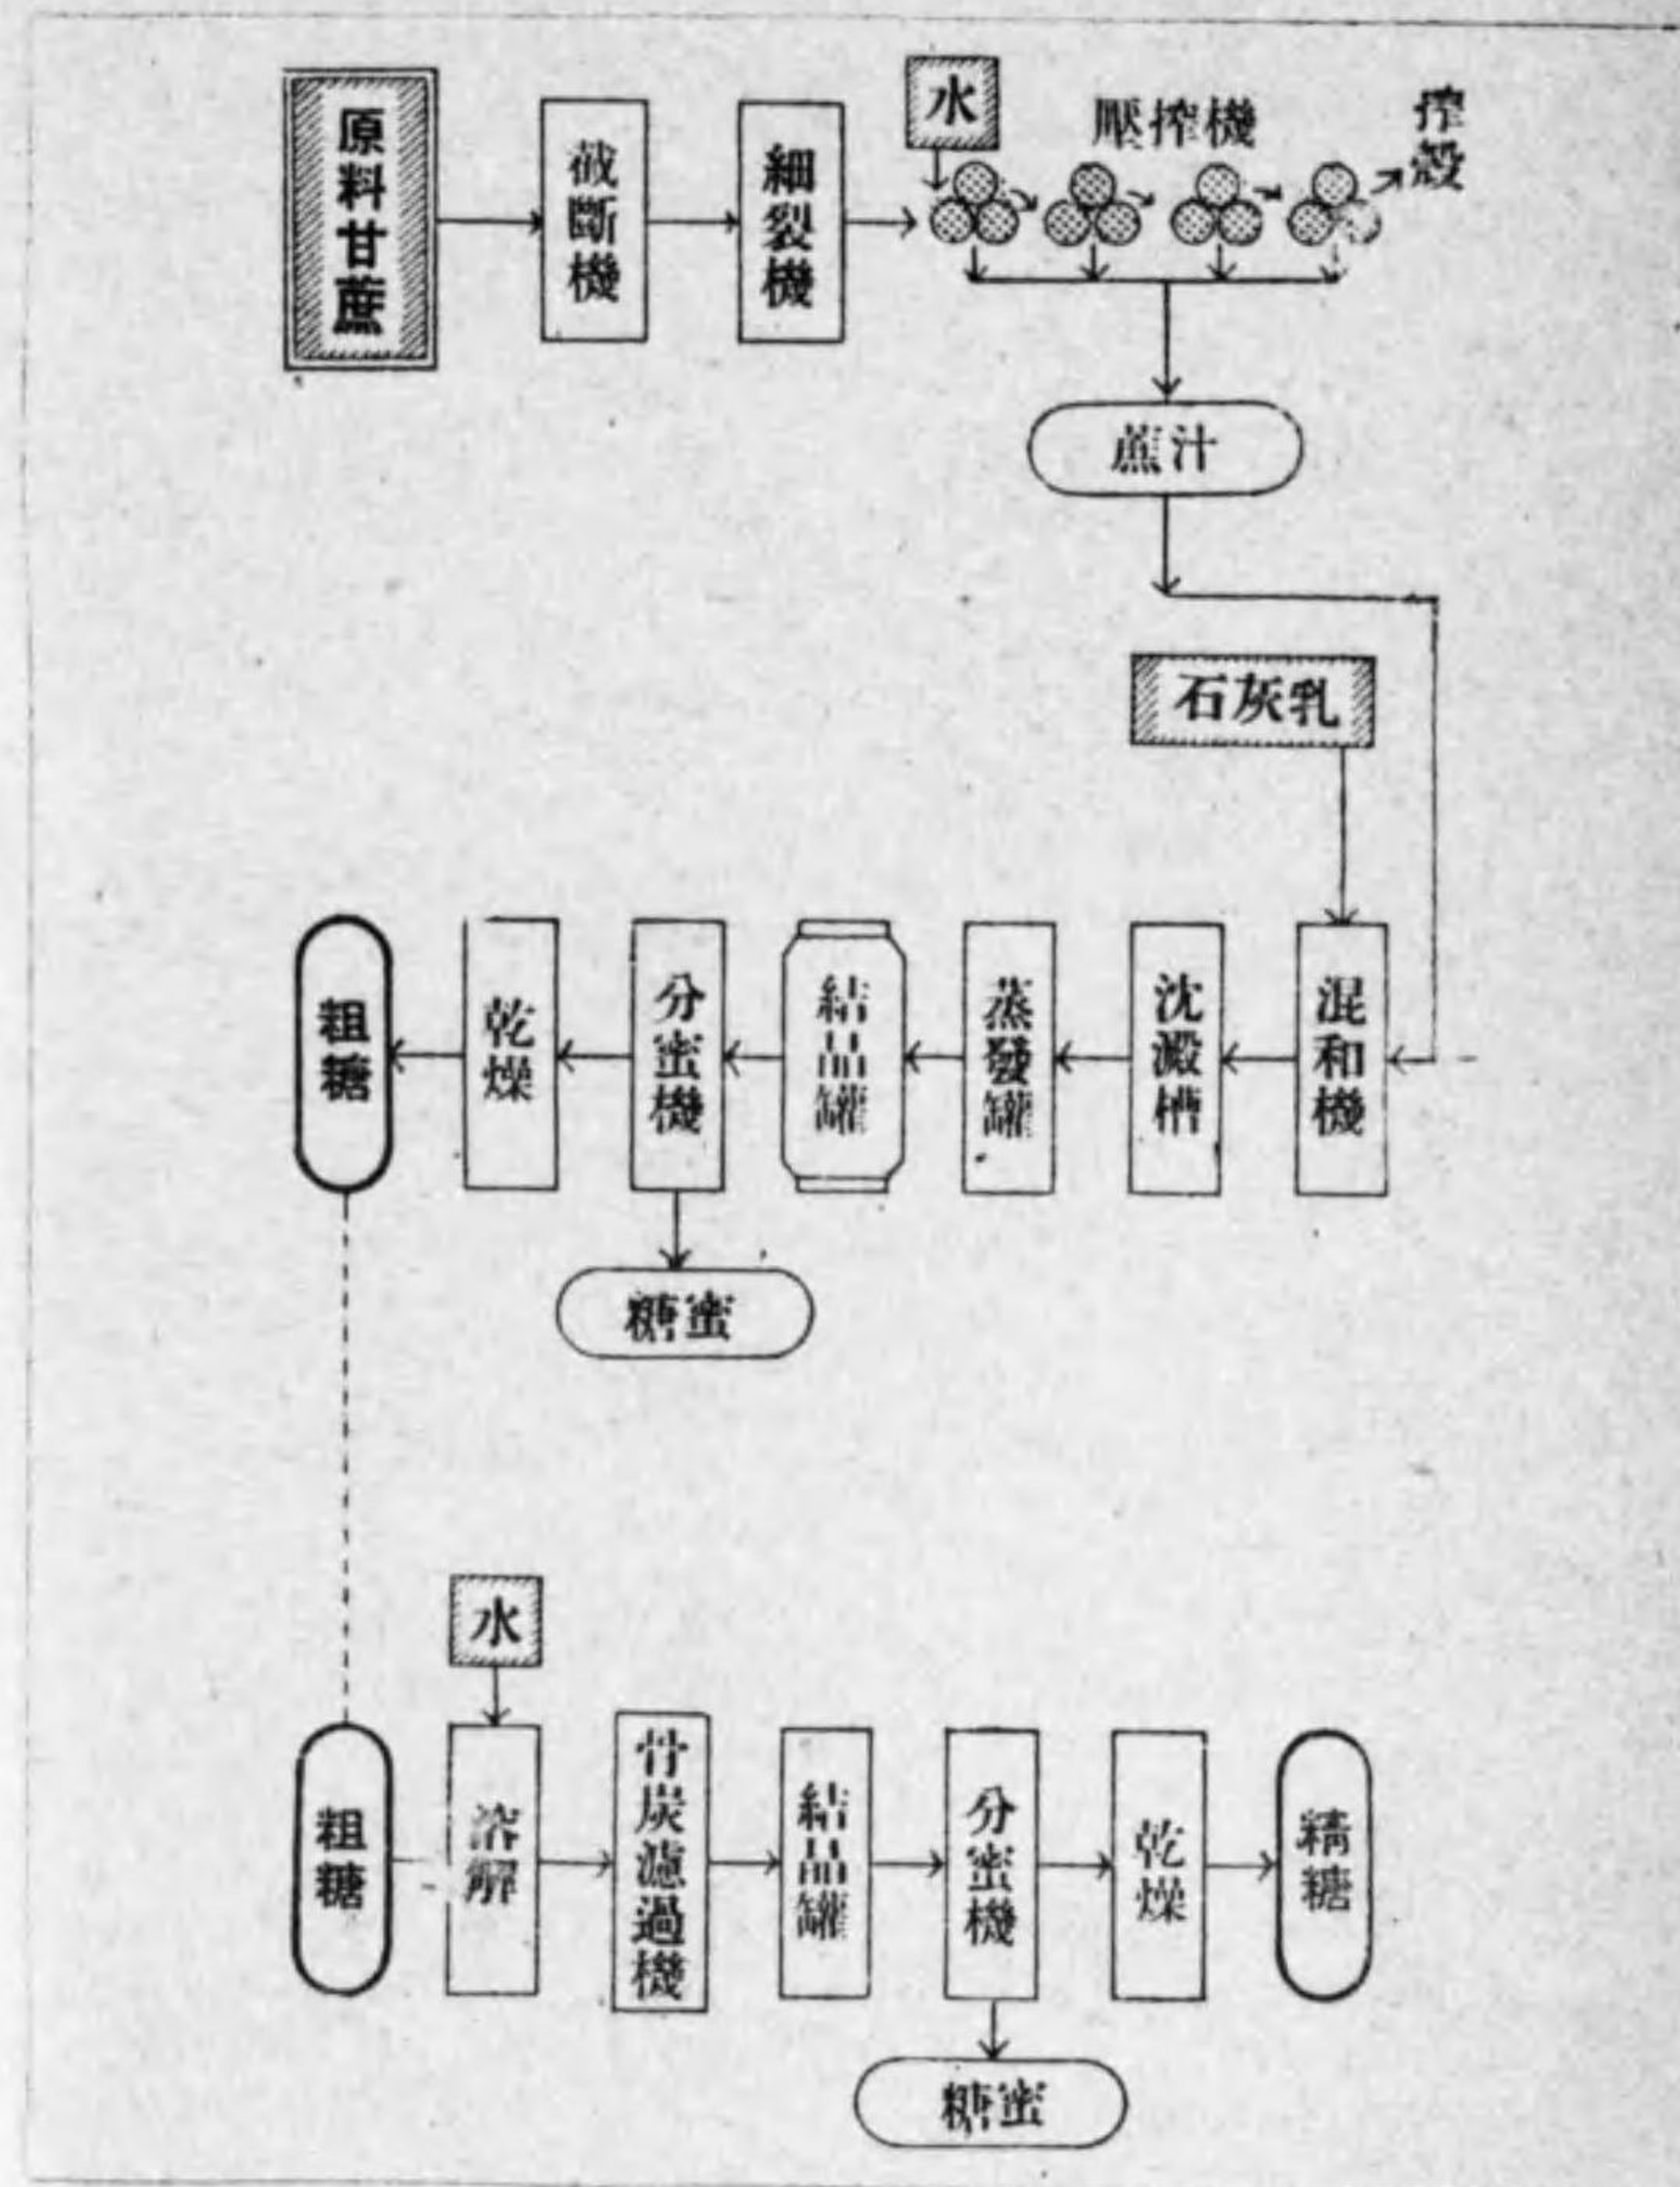 原料甘蔗
截斷機
細裂機
水
壓搾機
搾殼
蔗汁
石灰乳
混和機
沈澱槽
蒸發罐
結晶罐
分蜜機
糖蜜
乾燥
粗糖
粗糖
水
溶解
骨炭濾過機
結晶罐
分蜜機
糖蜜
乾燥
精糖